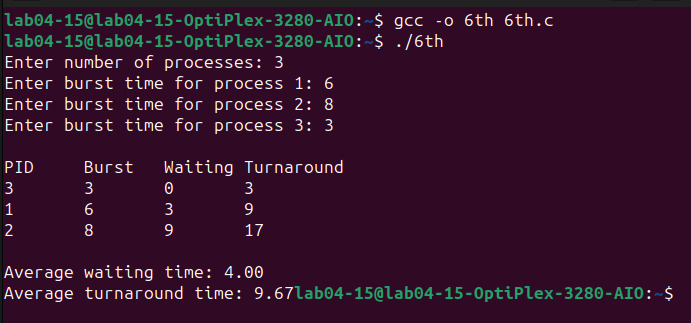 lab04-15@lab04-15-OptiPlex-3280-AIO:~$ gcc -o 6th 6th.c
lab04-15@lab04-15-OptiPlex-3280-AIO:~$ ./6th
Enter number of processes: 3
Enter burst time for process 1: 6
Enter burst time for process 2: 8
Enter burst time for process 3: 3
PID Burst Waiting Turnaround
3 3 0 3
1 6 3 9
2 8 9 17
Average waiting time: 4.00
Average turnaround time: 9.67lab04-15@lab04-15-OptiPlex-3280-AIO:~$